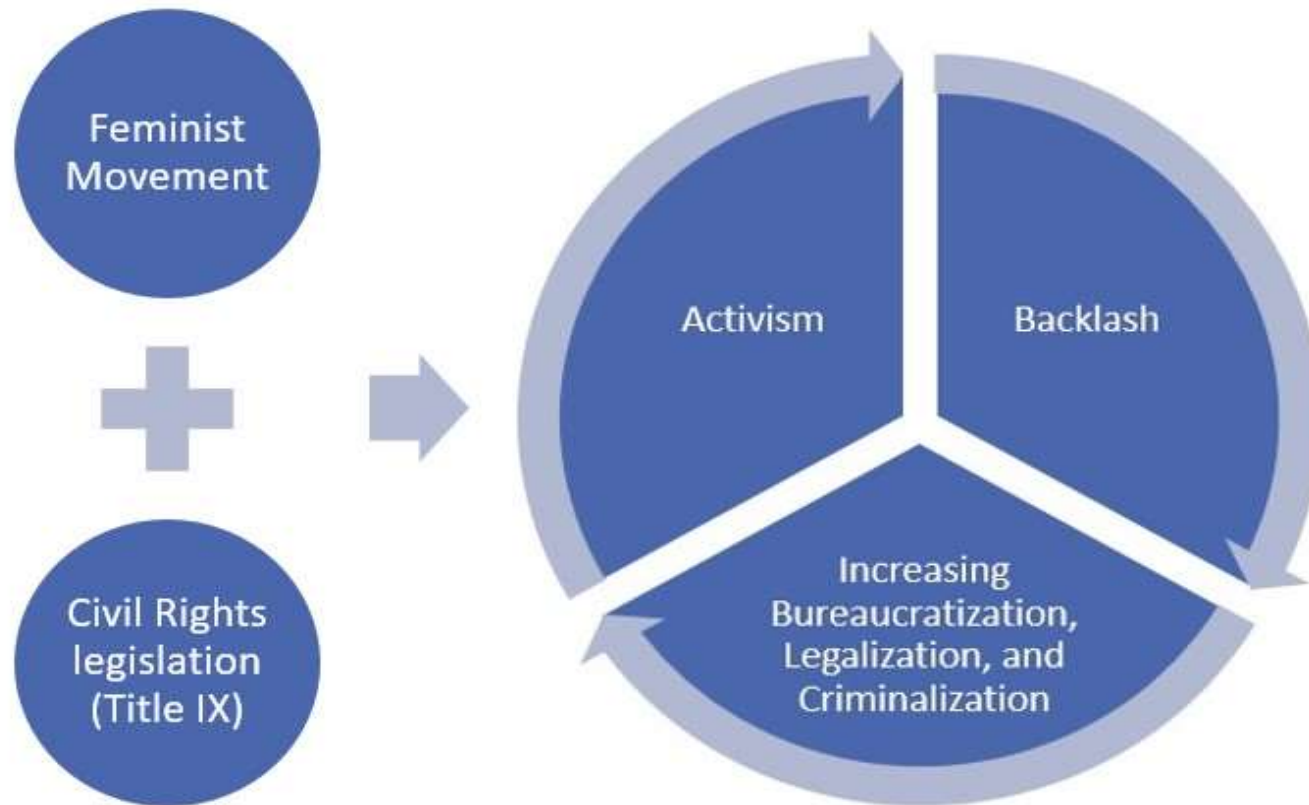 Feminist
Movement
Civil Rights
legislation
(Title IX)
Activism
Backlash
Increasing
Bureaucratization,
Legalization, and
Criminalization